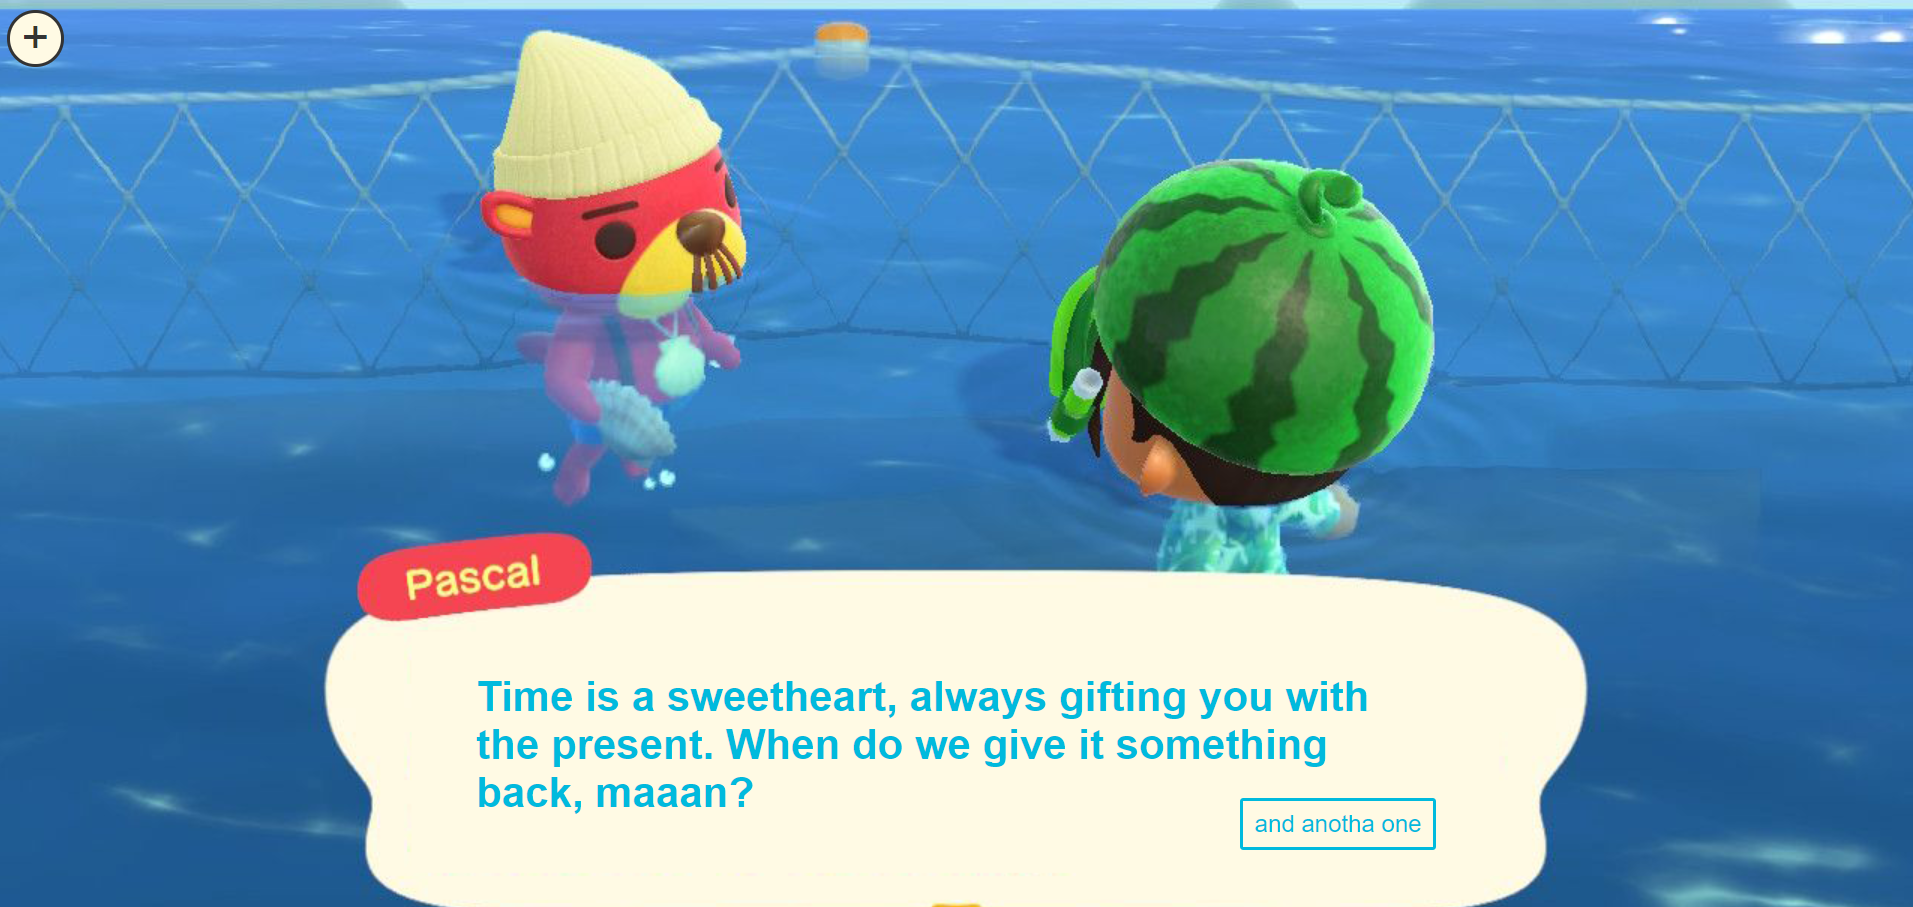 +
Pascal
Time is a sweetheart, always gifting you with
the present. When do we give it something
back, maaan?
and anotha one